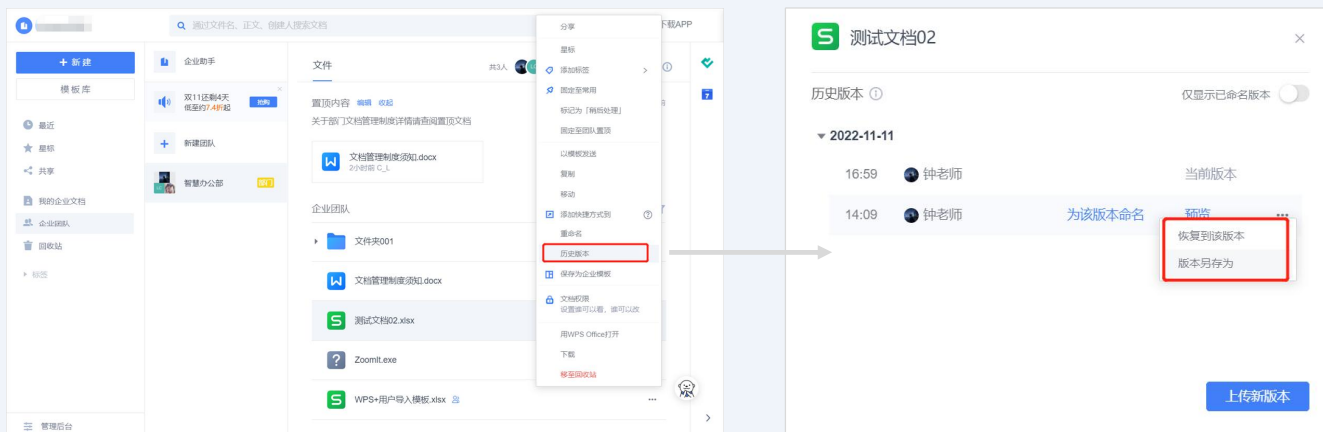 通过文件名、正文、创建人搜索文档
下载APP
+ 新建
模板库
最近
星标
共享
我的企业文档
企业团队
回收站
标签
管理后台
企业助手
双11还剩4天
低至约7.4折起
抢购
新建团队
智慧办公部
部门
文件
共3人
置顶内容 编辑 收起
关于部门文档管理制度详情请查阅置顶文档
文档管理制度须知.docx
2小时前 C_L
企业团队
文件夹001
文档管理制度须知.docx
测试文档02.xlsx
ZoomIt.exe
WPS+用户导入模板.xlsx
分享
星标
添加标签
固定至常用
标记为「稍后处理」
固定至团队置顶
以模板发送
复制
移动
添加快捷方式到
重命名
历史版本
保存为企业模板
文档权限
设置谁可以看、谁可以改
用WPS Office打开
下载
移至回收站
测试文档02
历史版本
仅显示已命名版本
2022-11-11
16:59 钟老师 当前版本
14:09 钟老师 为该版本命名 预览
恢复到该版本
版本另存为
上传新版本